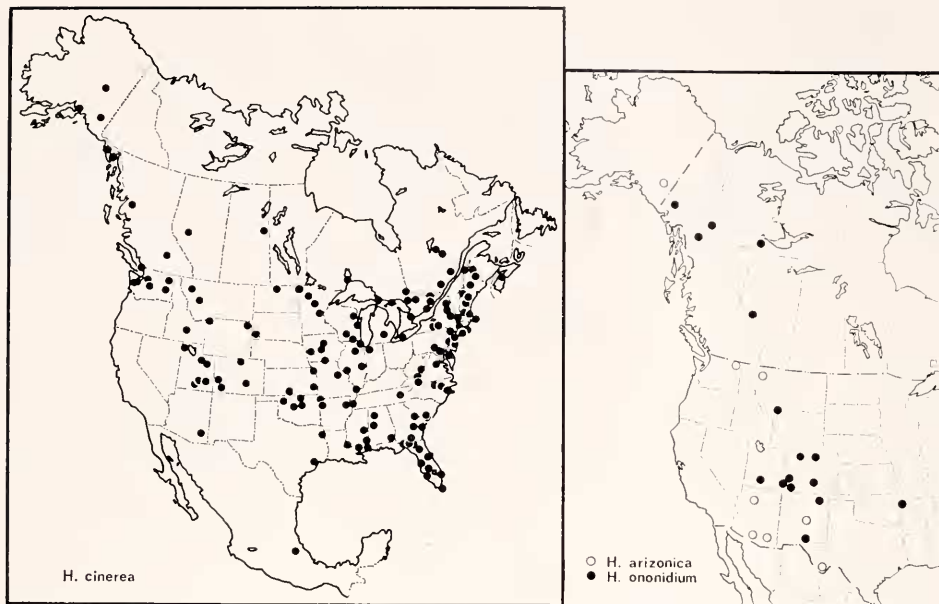 H. cinerea
○ H. arizonica
● H. ononidium